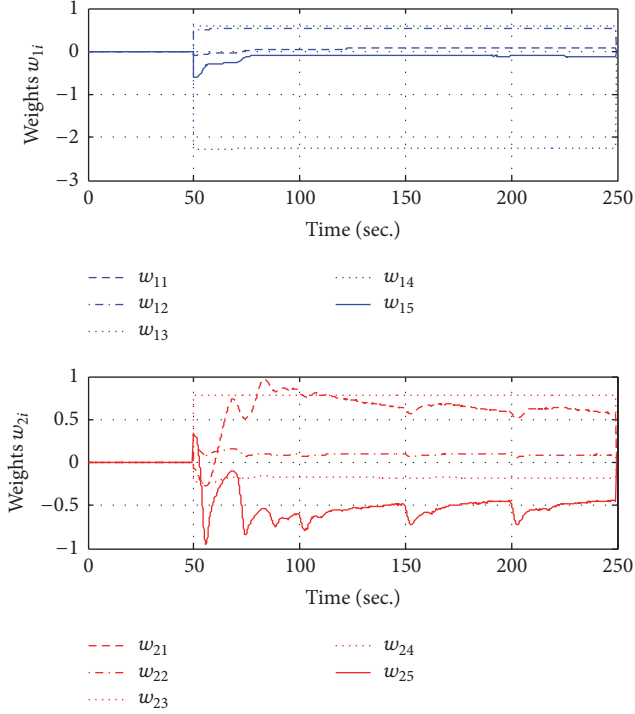 Weights w₁ᵢ
1
0
−1
−2
−3
0 50 100 150 200 250
Time (sec.)
w₁₁
w₁₂
w₁₃
w₁₄
w₁₅
Weights w₂ᵢ
1
0.5
0
−0.5
−1
0 50 100 150 200 250
Time (sec.)
w₂₁
w₂₂
w₂₃
w₂₄
w₂₅